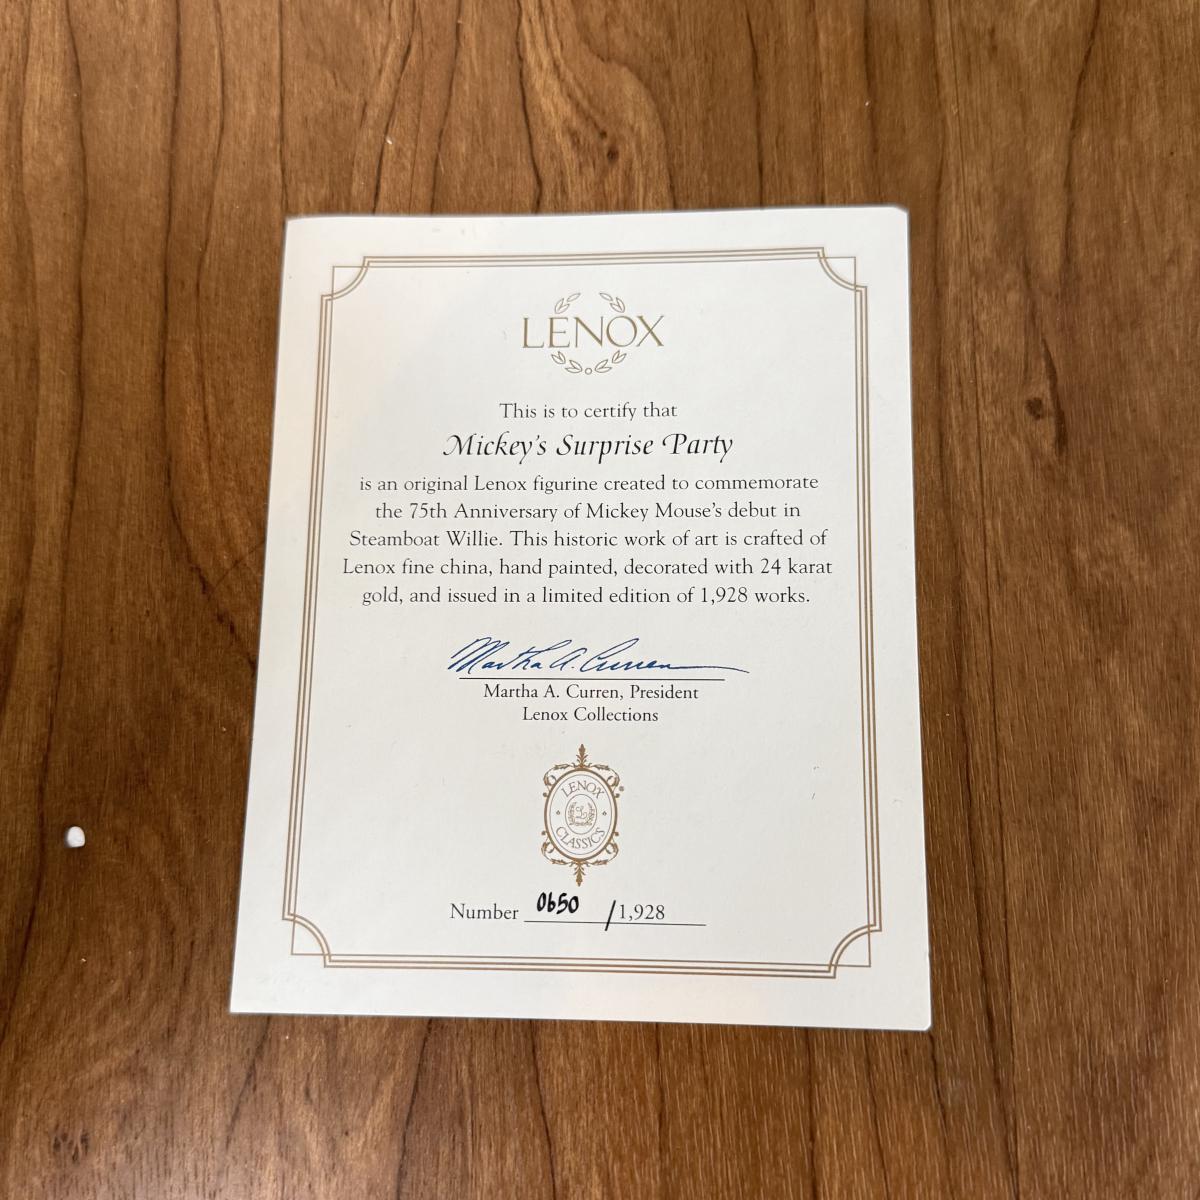 LENOX
This is to certify that
Mickey's Surprise Party
is an original Lenox figurine created to commemorate
the 75th Anniversary of Mickey Mouse's debut in
Steamboat Willie. This historic work of art is crafted of
Lenox fine china, hand painted, decorated with 24 karat
gold, and issued in a limited edition of 1,928 works.
Martha A. Curren
Martha A. Curren, President
Lenox Collections
LENOX
L
CLASSICS
®
Number 0650 /1,928